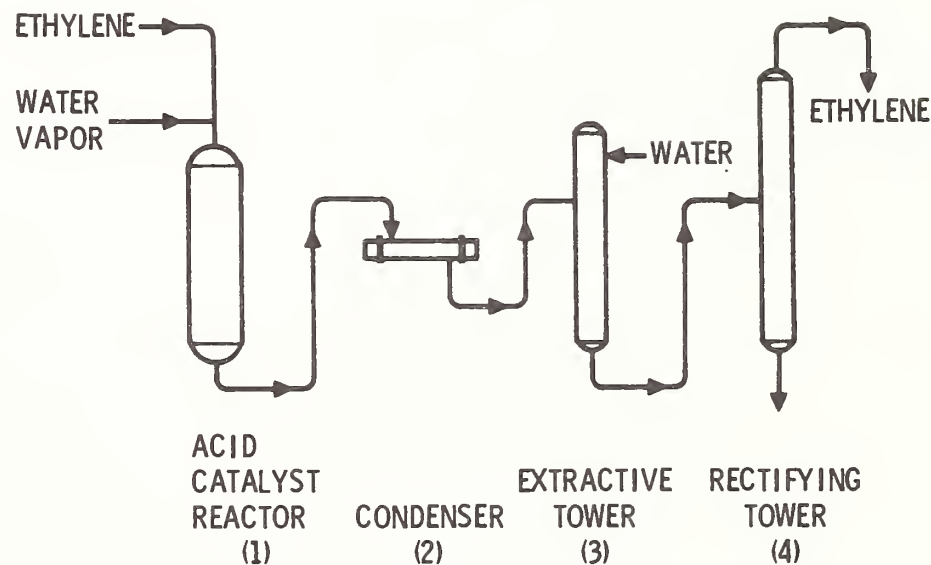 ETHYLENE
WATER
VAPOR
WATER
ETHYLENE
ACID
CATALYST
REACTOR
(1)
CONDENSER
(2)
EXTRACTIVE
TOWER
(3)
RECTIFYING
TOWER
(4)